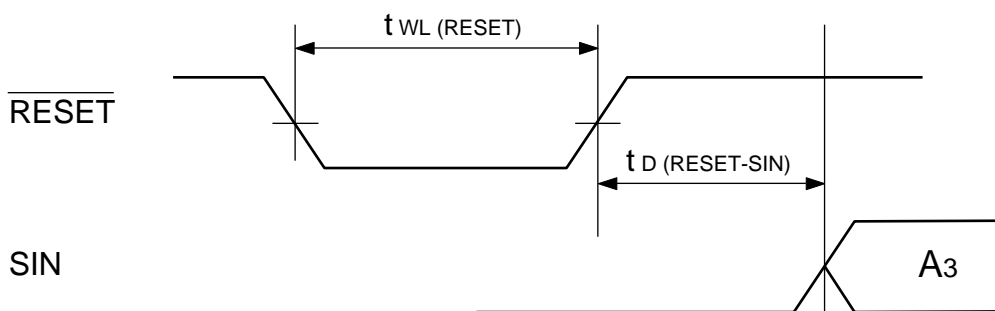 t WL (RESET)
RESET
t D (RESET-SIN)
SIN
A3